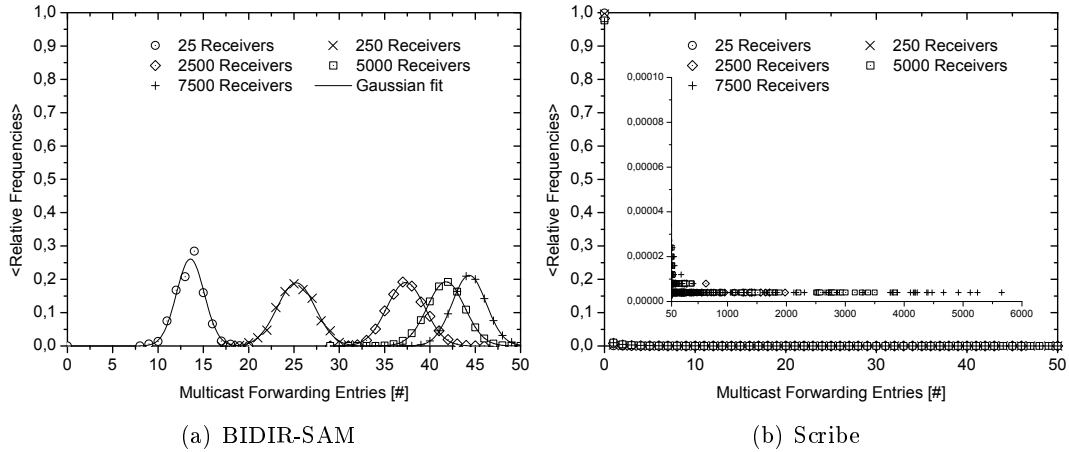 1,0
0,9
0,8
0,7
0,6
0,5
0,4
0,3
0,2
0,1
0,0
<Relative Frequencies>
25 Receivers
250 Receivers
2500 Receivers
5000 Receivers
7500 Receivers
Gaussian fit
0 5 10 15 20 25 30 35 40 45 50
Multicast Forwarding Entries [#]
(a) BIDIR-SAM
1,0
0,9
0,8
0,7
0,6
0,5
0,4
0,3
0,2
0,1
0,0
<Relative Frequencies>
25 Receivers
250 Receivers
2500 Receivers
5000 Receivers
7500 Receivers
0,00010
0,00008
0,00006
0,00004
0,00002
0,00000
50 1000 2000 3000 4000 5000 6000
0 10 20 30 40 50
Multicast Forwarding Entries [#]
(b) Scribe